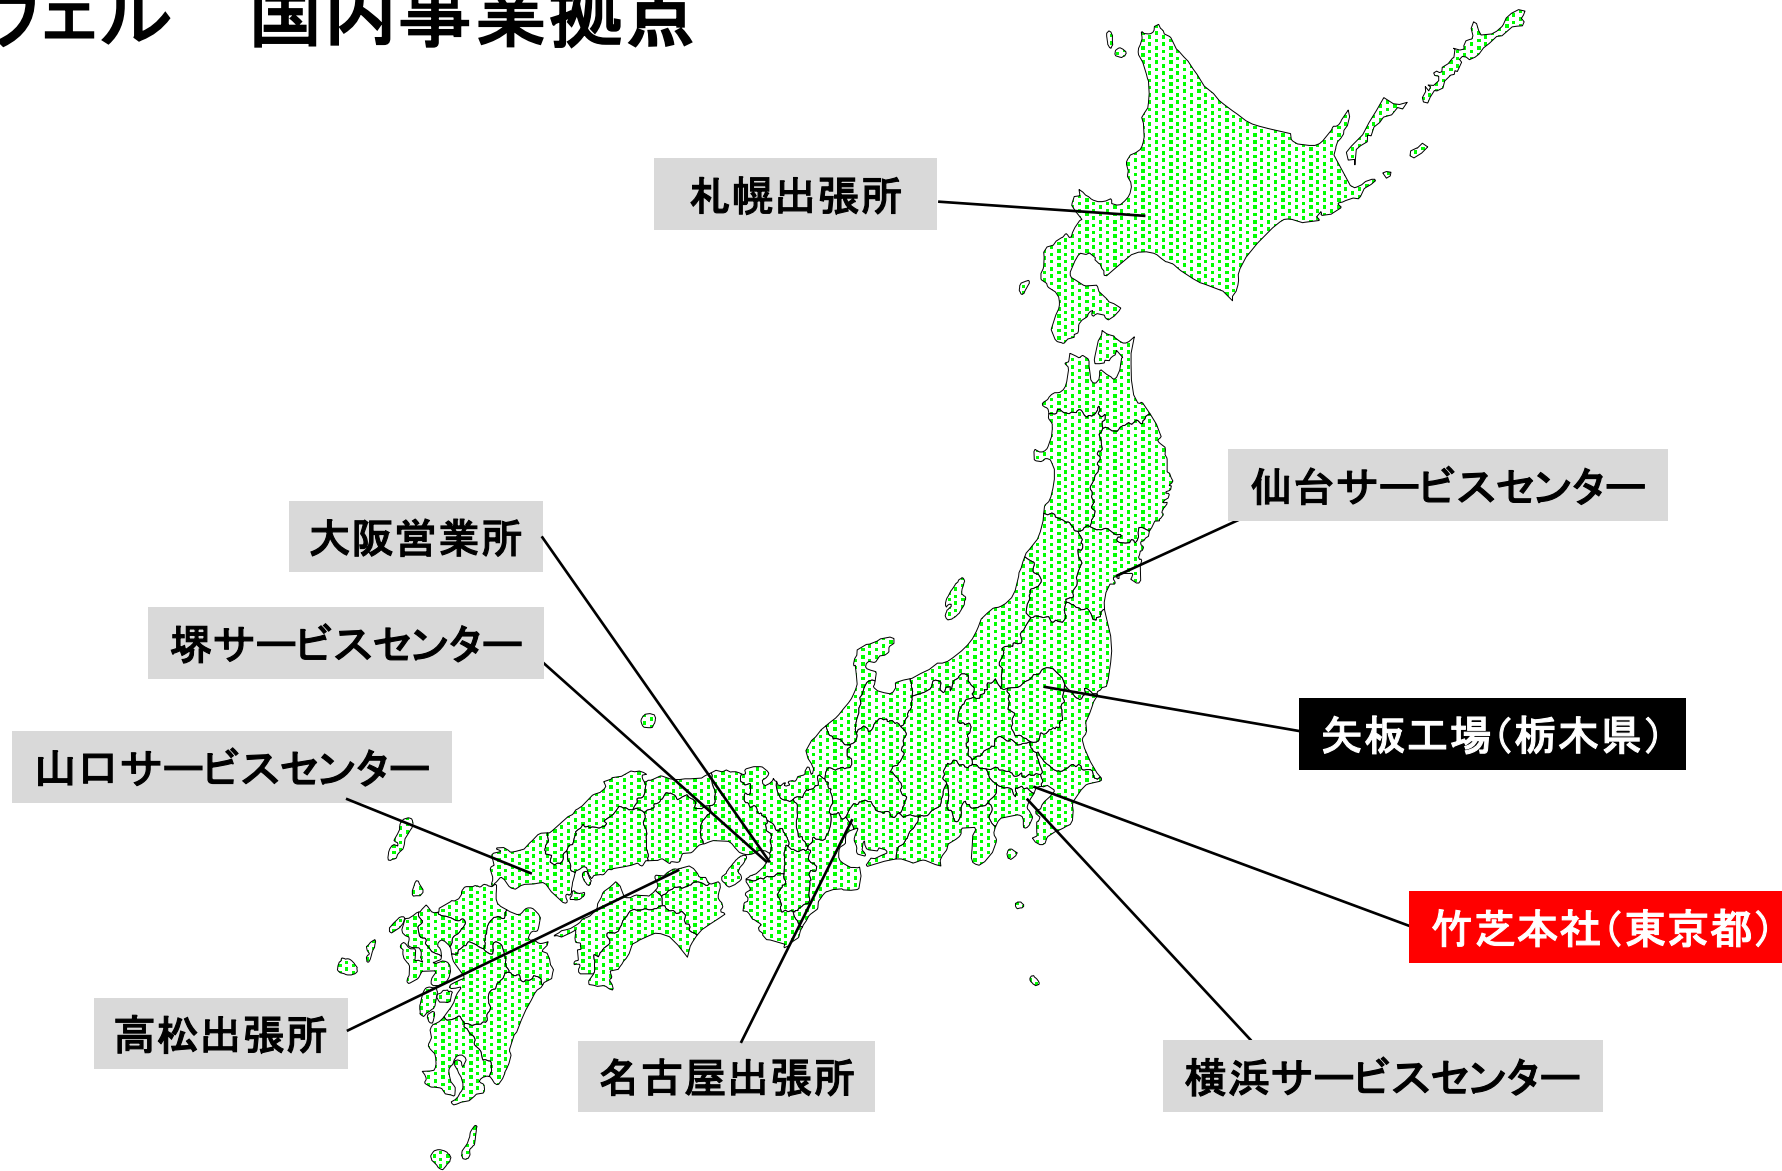 ウェル　国内事業拠点
札幌出張所
仙台サービスセンター
大阪営業所
堺サービスセンター
矢板工場（栃木県）
山口サービスセンター
竹芝本社（東京都）
高松出張所
名古屋出張所
横浜サービスセンター